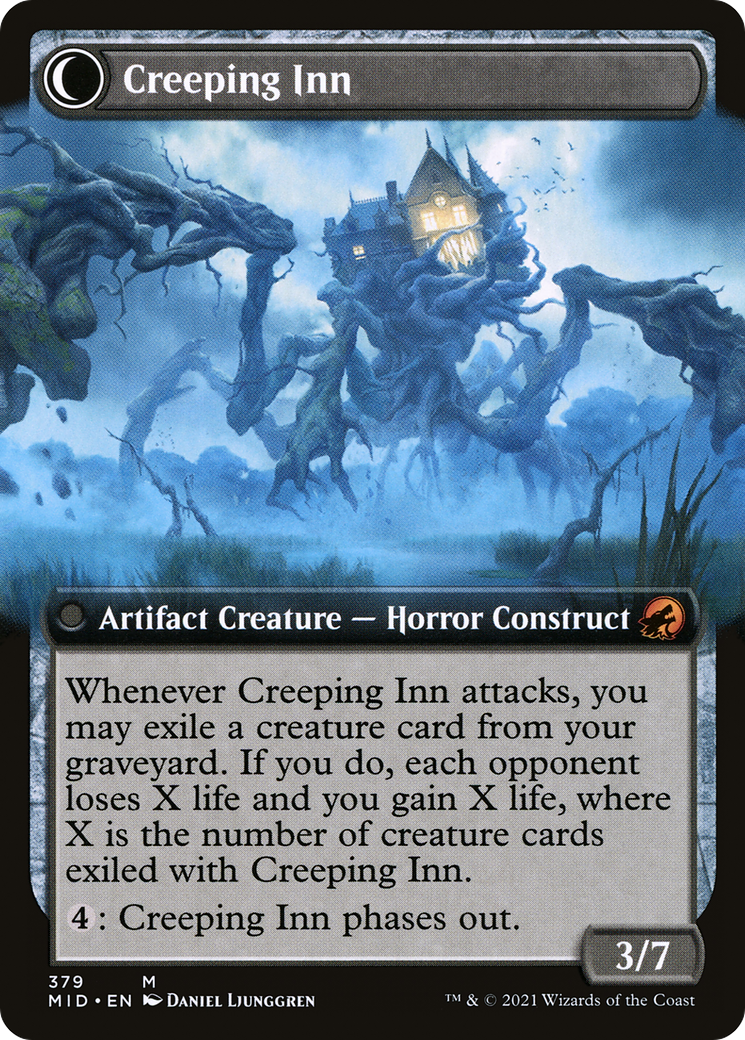 Creeping Inn
Artifact Creature — Horror Construct
Whenever Creeping Inn attacks, you
may exile a creature card from your
graveyard. If you do, each opponent
loses X life and you gain X life, where
X is the number of creature cards
exiled with Creeping Inn.
4: Creeping Inn phases out.
3/7
379 M
MID • EN Daniel Ljunggren
™ & © 2021 Wizards of the Coast